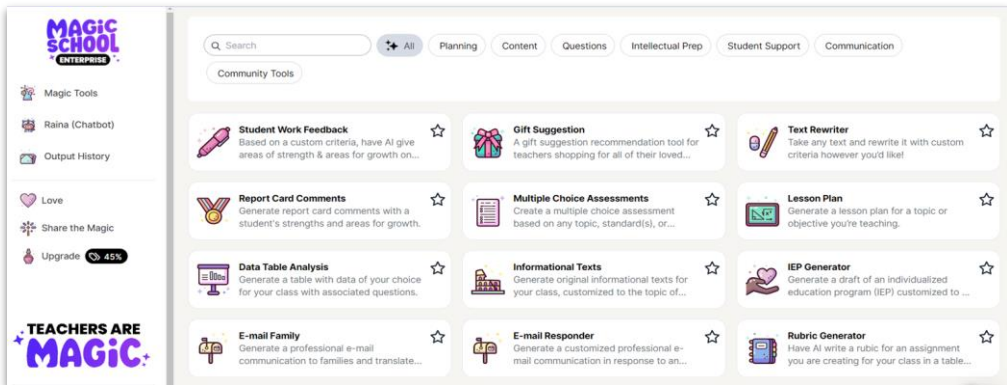 MAGiC
SCHOOL
ENTERPRISE
Magic Tools
Raina (Chatbot)
Output History
Love
Share the Magic
Upgrade 45%
TEACHERS ARE
MAGiC
Search
All
Planning
Content
Questions
Intellectual Prep
Student Support
Communication
Community Tools
Student Work Feedback
Based on a custom criteria, have AI give
areas of strength & areas for growth on...
Gift Suggestion
A gift suggestion recommendation tool for
teachers shopping for all of their loved...
Text Rewriter
Take any text and rewrite it with custom
criteria however you'd like!
Report Card Comments
Generate report card comments with a
student's strengths and areas for growth.
Multiple Choice Assessments
Create a multiple choice assessment
based on any topic, standard(s), or...
Lesson Plan
Generate a lesson plan for a topic or
objective you're teaching.
Data Table Analysis
Generate a table with data of your choice
for your class with associated questions.
Informational Texts
Generate original informational texts for
your class, customized to the topic of...
IEP Generator
Generate a draft of an individualized
education program (IEP) customized to ...
E-mail Family
Generate a professional e-mail
communication to families and translate...
E-mail Responder
Generate a customized professional e-
mail communication in response to an...
Rubric Generator
Have AI write a rubic for an assignment
you are creating for your class in a table...